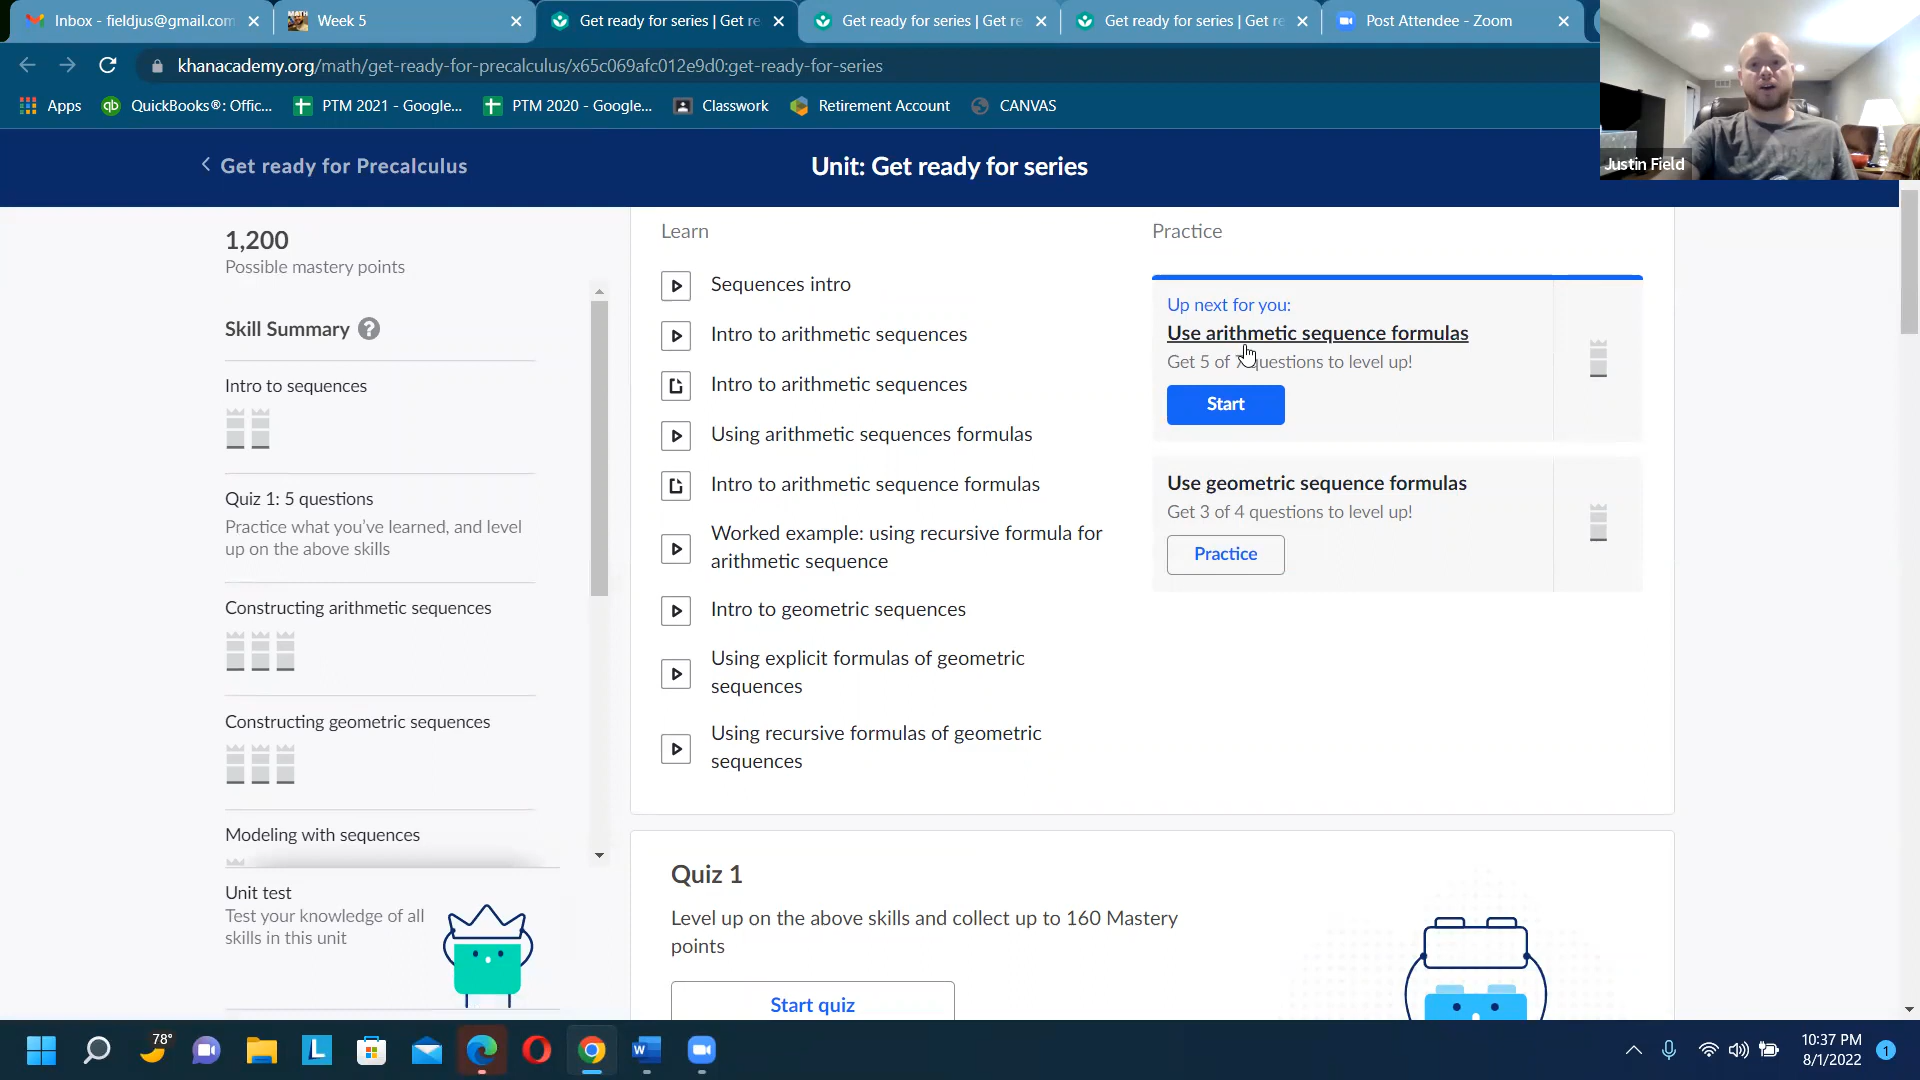 Inbox - fieldjus@gmail.com
Week 5
Get ready for series | Get re
Get ready for series | Get re
Get ready for series | Get re
Post Attendee - Zoom
khanacademy.org/math/get-ready-for-precalculus/x65c069afc012e9d0:get-ready-for-series
Apps
QuickBooks®: Offic...
PTM 2021 - Google...
PTM 2020 - Google...
Classwork
Retirement Account
CANVAS
Justin Field
Get ready for Precalculus
Unit: Get ready for series
1,200
Possible mastery points
Skill Summary ?
Intro to sequences
Quiz 1: 5 questions
Practice what you've learned, and level
up on the above skills
Constructing arithmetic sequences
Constructing geometric sequences
Modeling with sequences
Unit test
Test your knowledge of all
skills in this unit
Learn
Sequences intro
Intro to arithmetic sequences
Intro to arithmetic sequences
Using arithmetic sequences formulas
Intro to arithmetic sequence formulas
Worked example: using recursive formula for
arithmetic sequence
Intro to geometric sequences
Using explicit formulas of geometric
sequences
Using recursive formulas of geometric
sequences
Practice
Up next for you:
Use arithmetic sequence formulas
Get 5 of 7 questions to level up!
Start
Use geometric sequence formulas
Get 3 of 4 questions to level up!
Practice
Quiz 1
Level up on the above skills and collect up to 160 Mastery
points
Start quiz
78°
10:37 PM
8/1/2022
1